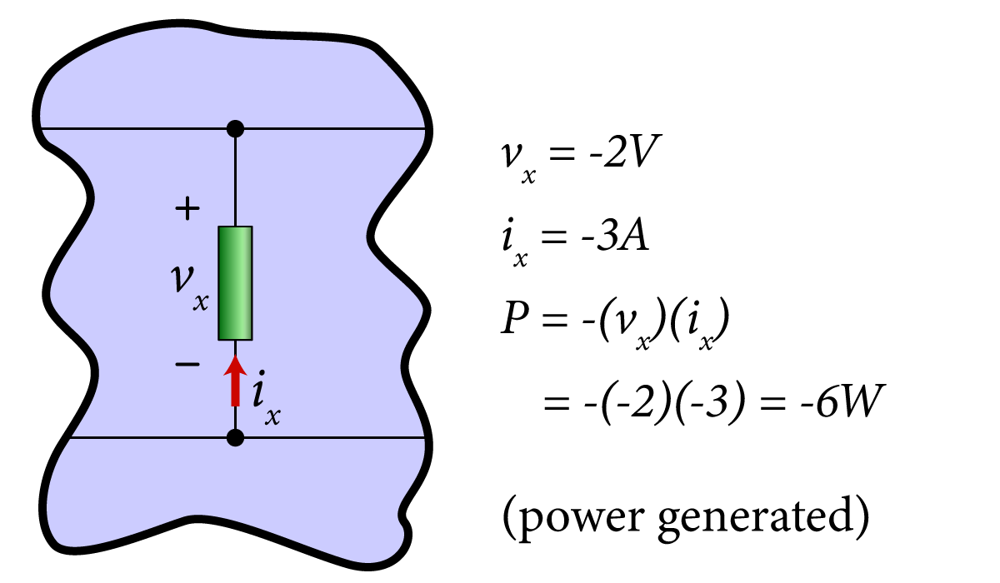 +
vₓ
−
iₓ
vₓ = -2V
iₓ = -3A
P = -(vₓ)(iₓ)
= -(-2)(-3) = -6W
(power generated)